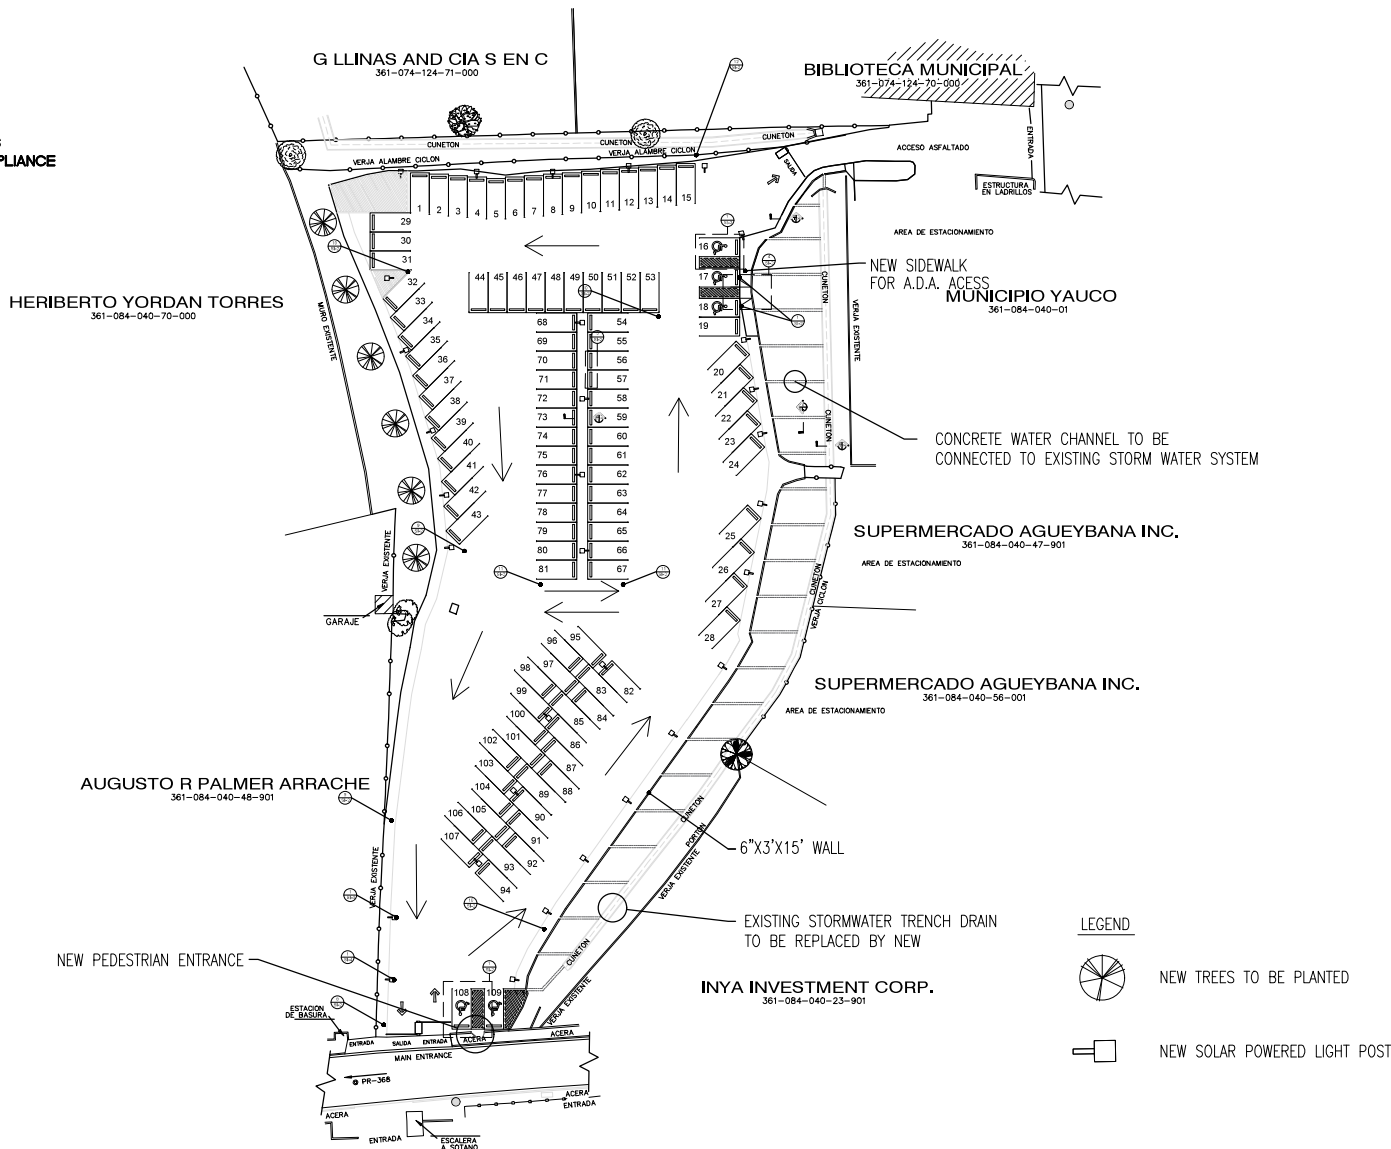 G LLINAS AND CIA S EN C
361-074-124-71-000
BIBLIOTECA MUNICIPAL
361-074-124-70-000
PLIANCE
CUNETON
CUNETON
CUNETON
VERJA ALAMBRE CICLON
VERJA ALAMBRE CICLON
SALIDA
ACCESO ASFALTADO
ENTRADA
ESTRUCTURA
EN LADRILLOS
1 2 3 4 5 6 7 8 9 10 11 12 13 14 15
29
30
31
32
33
34
35
36
37
38
39
40
41
42
43
16
17
18
19
AREA DE ESTACIONAMIENTO
NEW SIDEWALK
FOR A.D.A. ACESS
MUNICIPIO YAUCO
361-084-040-01
HERIBERTO YORDAN TORRES
361-084-040-70-000
MURO EXISTENTE
CUNETON
VERJA EXISTENTE
CUNETON
44 45 46 47 48 49 50 51 52 53
68 54
69 55
70 56
71 57
72 58
73 59
74 60
75 61
76 62
77 63
78 64
79 65
80 66
81 67
20
21
22
23
24
25
26
27
28
CONCRETE WATER CHANNEL TO BE
CONNECTED TO EXISTING STORM WATER SYSTEM
SUPERMERCADO AGUEYBANA INC.
361-084-040-47-901
AREA DE ESTACIONAMIENTO
CUNETON
VERJA CICLON
VERJA EXISTENTE
GARAJE
SUPERMERCADO AGUEYBANA INC.
361-084-040-56-001
AREA DE ESTACIONAMIENTO
95
96
97
98
99
100
101
102
103
104
105
106
107
82
83
84
85
86
87
88
89
90
91
92
93
94
AUGUSTO R PALMER ARRACHE
361-084-040-48-901
VERJA EXISTENTE
CUNETON
PORTON
VERJA EXISTENTE
6"X3'X15' WALL
EXISTING STORMWATER TRENCH DRAIN
TO BE REPLACED BY NEW
CUNETON
VERJA EXISTENTE
INYA INVESTMENT CORP.
361-084-040-23-901
NEW PEDESTRIAN ENTRANCE
108 109
ESTACION
DE BASURA
ENTRADA SALIDA ENTRADA ACERA ACERA
MAIN ENTRANCE
PR-368
ACERA
ACERA
ENTRADA
ENTRADA
ESCALERA
A SOTANO
LEGEND
NEW TREES TO BE PLANTED
NEW SOLAR POWERED LIGHT POST